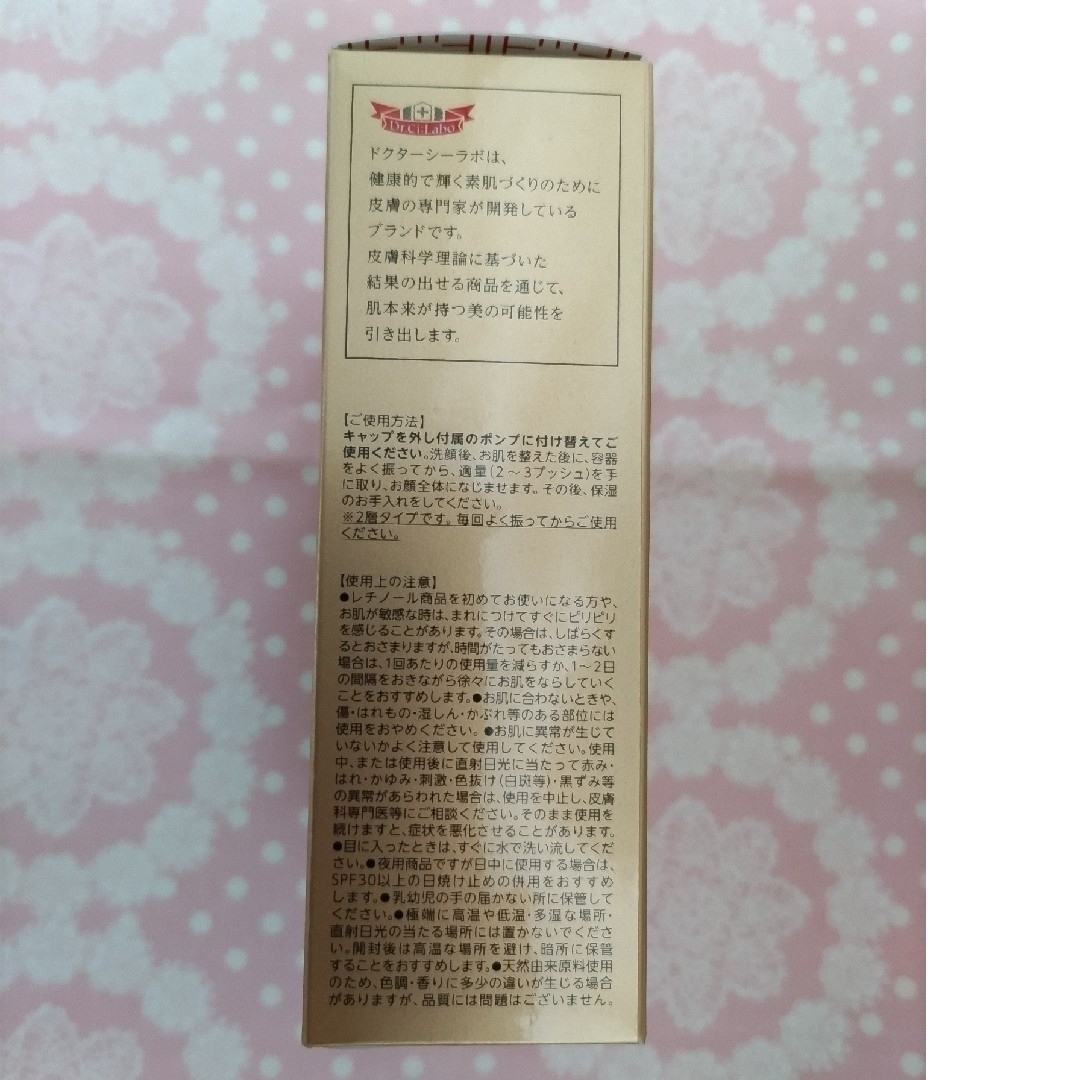 Dr.Ci:Labo
ドクターシーラボは、
健康的で輝く素肌づくりのために
皮膚の専門家が開発している
ブランドです。
皮膚科学理論に基づいた
結果の出せる商品を通じて、
肌本来が持つ美の可能性を
引き出します。
【ご使用方法】
キャップを外し付属のポンプに付け替えてご
使用ください。洗顔後、お肌を整えた後に、容器
をよく振ってから、適量(2～3プッシュ)を手
に取り、お顔全体になじませます。その後、保湿
のお手入れをしてください。
※2層タイプです。毎回よく振ってからご使用
ください。
【使用上の注意】
●レチノール商品を初めてお使いになる方や、
お肌が敏感な時は、まれにつけてすぐにピリピリ
を感じることがあります。その場合は、しばらくす
るとおさまりますが、時間がたってもおさまらない
場合は、1回あたりの使用量を減らすか、1～2日
の間隔をおきながら徐々にお肌をならしていく
ことをおすすめします。●お肌に合わないときや、
傷・はれもの・湿しん・かぶれ等のある部位には
使用をおやめください。●お肌に異常が生じて
いないかよく注意して使用してください。使用
中、または使用後に直射日光に当たって赤み・
はれ・かゆみ・刺激・色抜け(白斑等)・黒ずみ等
の異常があらわれた場合は、使用を中止し、皮膚
科専門医等にご相談ください。そのまま使用を
続けますと、症状を悪化させることがあります。
●目に入ったときは、すぐに水で洗い流してくだ
さい。●夜用商品ですが日中に使用する場合は、
SPF30以上の日焼け止めの併用をおすすめ
します。●乳幼児の手の届かない所に保管して
ください。●極端に高温や低温・多湿な場所・
直射日光の当たる場所には置かないでくださ
い。開封後は高温な場所を避け、暗所に保管
することをおすすめします。●天然由来原料使用
のため、色調・香りに多少の違いが生じる場合
がありますが、品質には問題はございません。